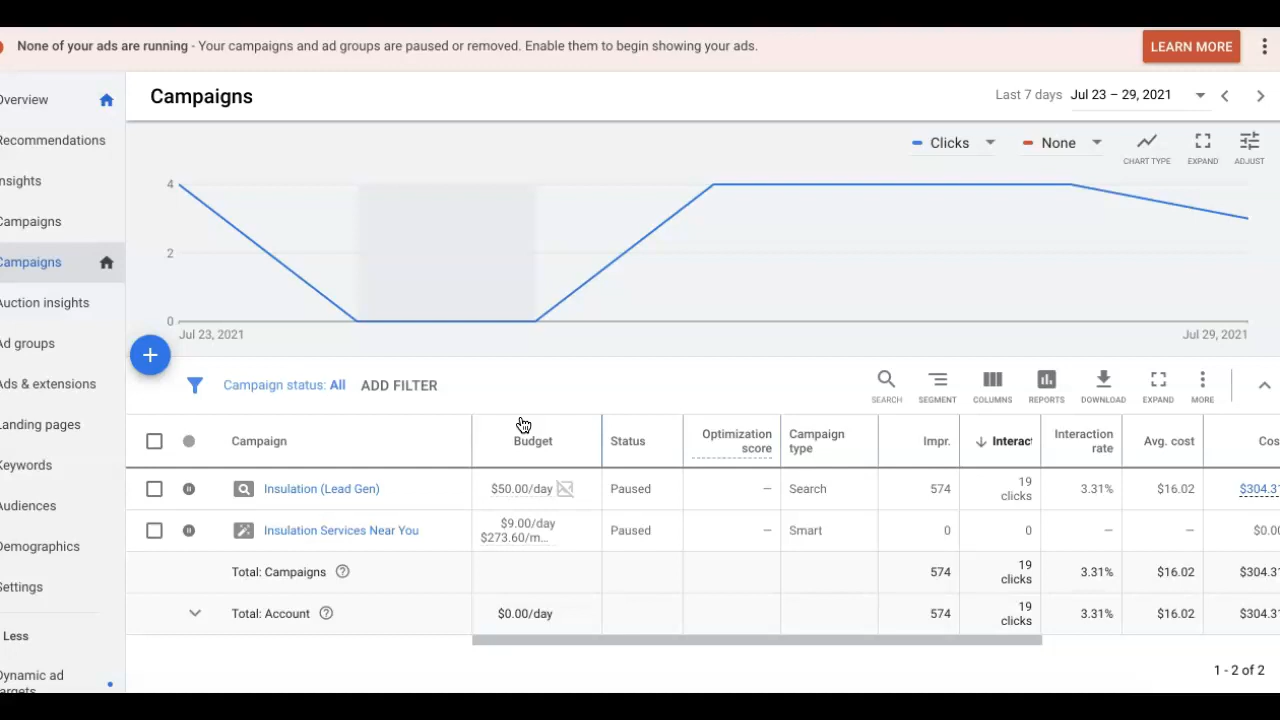 None of your ads are running - Your campaigns and ad groups are paused or removed. Enable them to begin showing your ads.
LEARN MORE
Overview
Recommendations
Insights
Campaigns
Campaigns
Auction insights
Ad groups
Ads & extensions
Landing pages
Keywords
Audiences
Demographics
Settings
Less
Dynamic ad
targets
Campaigns
Last 7 days Jul 23 – 29, 2021
Clicks
None
CHART TYPE
EXPAND
ADJUST
4
2
0
Jul 23, 2021
Jul 29, 2021
Campaign status: All ADD FILTER
SEARCH
SEGMENT
COLUMNS
REPORTS
DOWNLOAD
EXPAND
MORE
Campaign Budget Status Optimization score Campaign type Impr. Interact Interaction rate Avg. cost Cos
Insulation (Lead Gen) $50.00/day Paused – Search 574 19 clicks 3.31% $16.02 $304.31
Insulation Services Near You $9.00/day $273.60/m... Paused – Smart 0 0 – – $0.00
Total: Campaigns 574 19 clicks 3.31% $16.02 $304.31
Total: Account $0.00/day 574 19 clicks 3.31% $16.02 $304.31
1 - 2 of 2